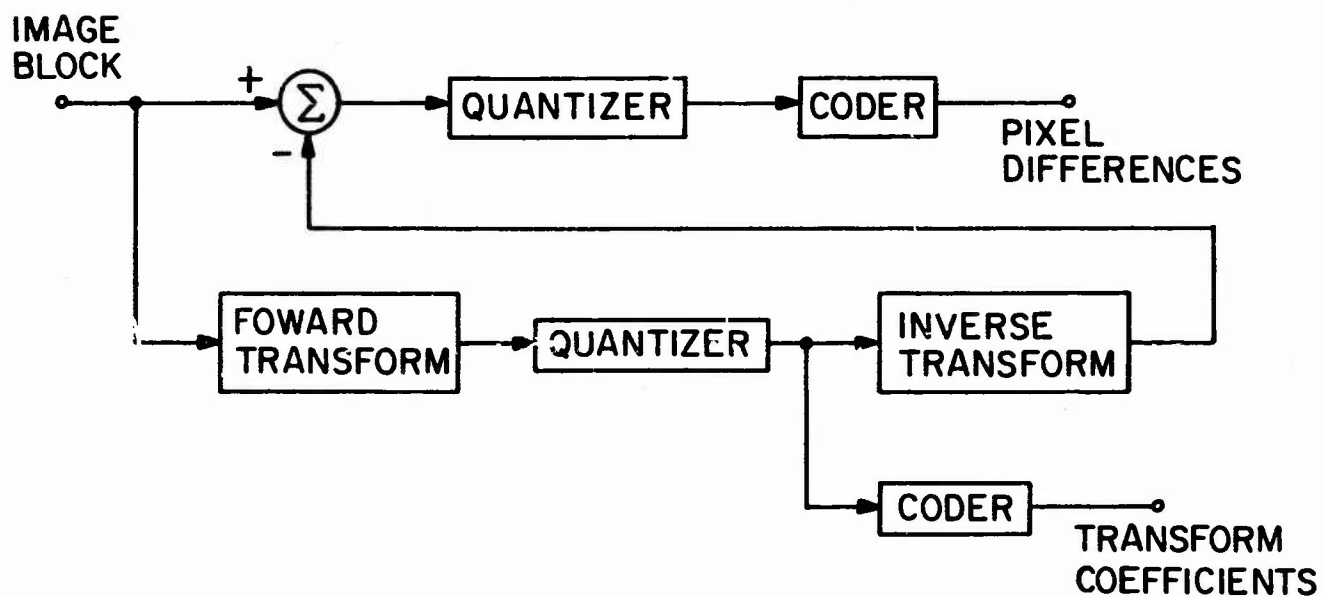 IMAGE
BLOCK
+
Σ
-
QUANTIZER
CODER
PIXEL
DIFFERENCES
FOWARD
TRANSFORM
QUANTIZER
INVERSE
TRANSFORM
CODER
TRANSFORM
COEFFICIENTS